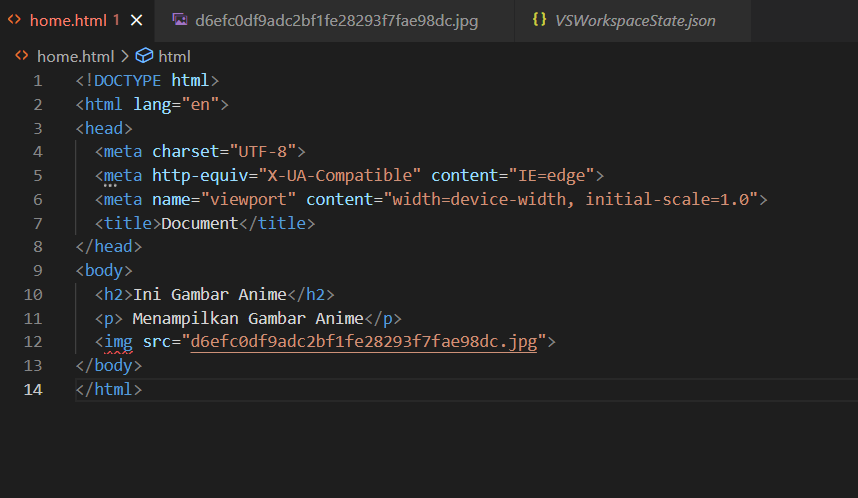 home.html 1
d6efc0df9adc2bf1fe28293f7fae98dc.jpg
{} VSWorkspaceState.json
home.html > html
1 <!DOCTYPE html>
2 <html lang="en">
3 <head>
4 <meta charset="UTF-8">
5 <meta http-equiv="X-UA-Compatible" content="IE=edge">
6 <meta name="viewport" content="width=device-width, initial-scale=1.0">
7 <title>Document</title>
8 </head>
9 <body>
10 <h2>Ini Gambar Anime</h2>
11 <p> Menampilkan Gambar Anime</p>
12 <img src="d6efc0df9adc2bf1fe28293f7fae98dc.jpg">
13 </body>
14 </html>